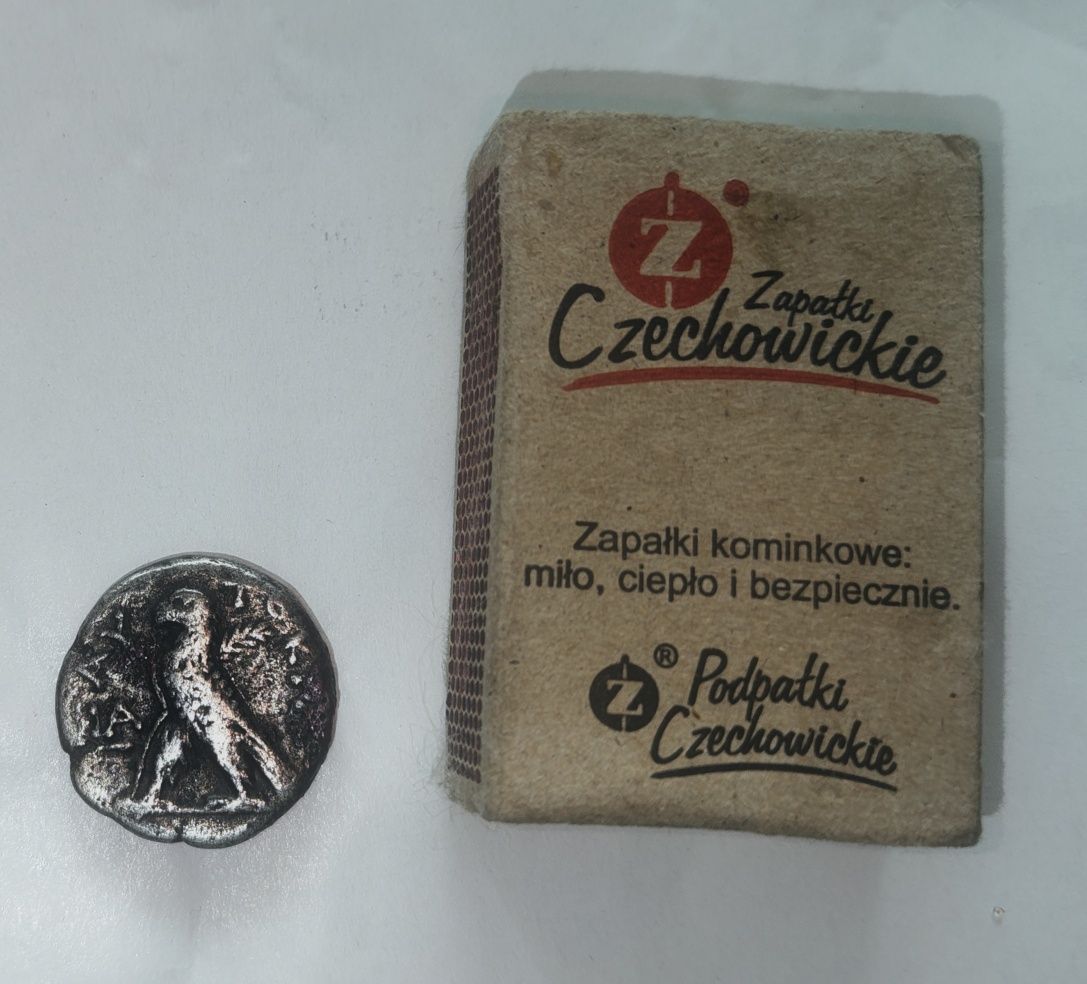 Z
Zapałki
Czechowickie
Zapałki kominkowe:
miło, ciepło i bezpiecznie.
Z ®
Podpałki
Czechowickie